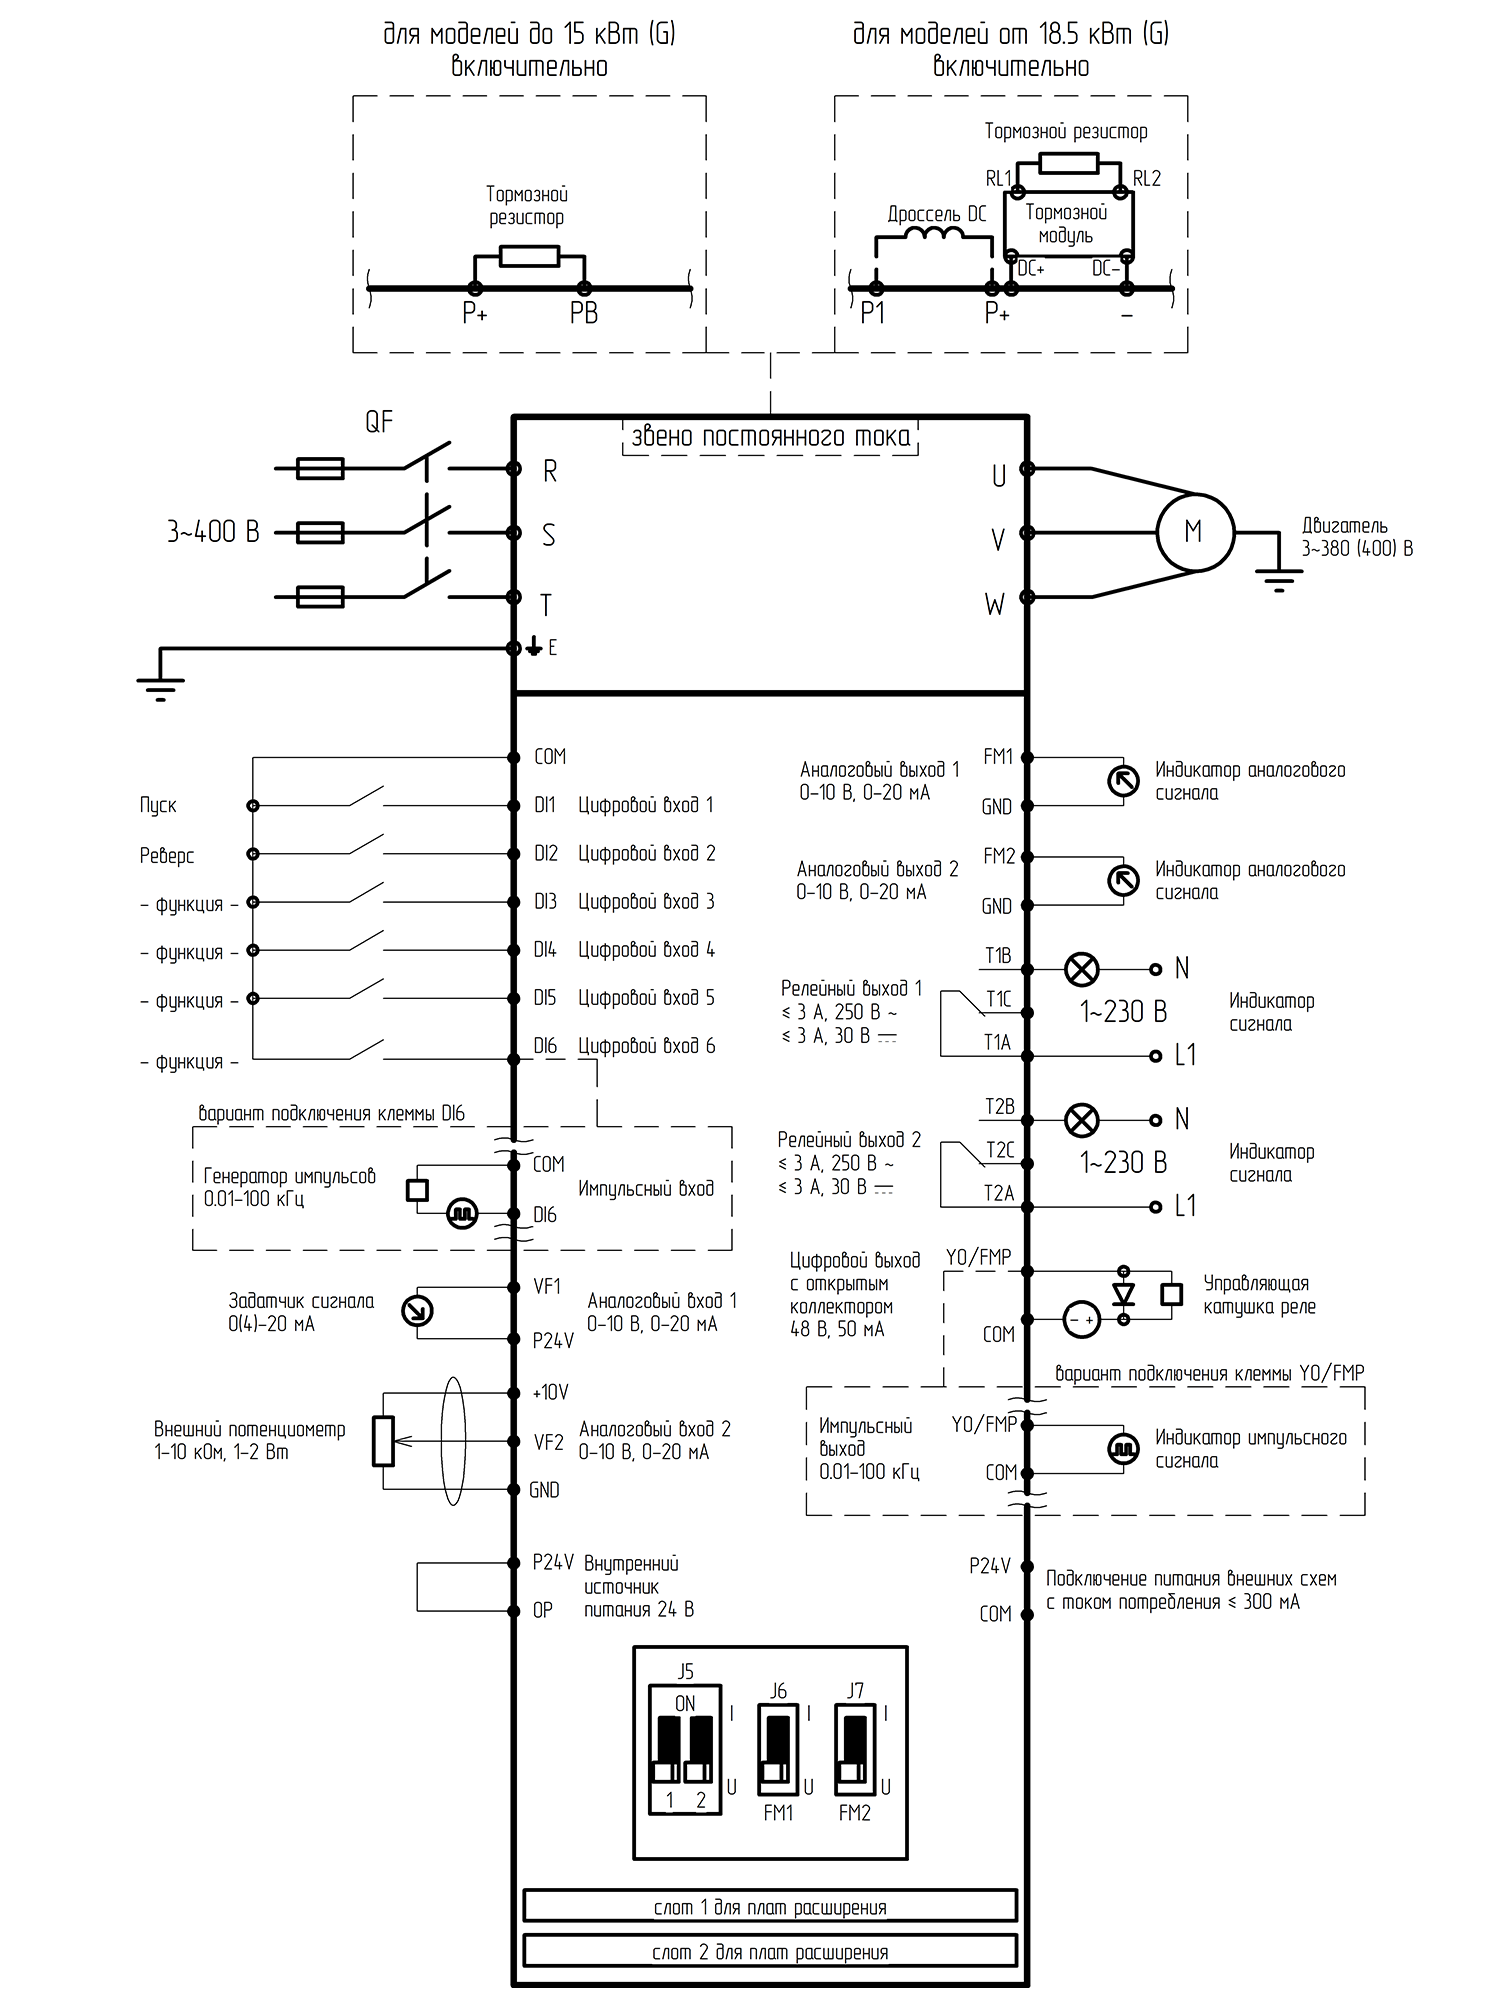 для моделей до 15 кВт (G)
включительно
для моделей от 18.5 кВт (G)
включительно
Тормозной
резистор
P+
PB
Тормозной резистор
RL1
RL2
Дроссель DC
Тормозной
модуль
DC+
DC–
P1
P+
–
QF
звено постоянного тока
3~400 В
R
S
T
E
U
V
W
M
Двигатель
3~380 (400) В
COM
Пуск
DI1
Цифровой вход 1
Реверс
DI2
Цифровой вход 2
– функция –
DI3
Цифровой вход 3
– функция –
DI4
Цифровой вход 4
– функция –
DI5
Цифровой вход 5
– функция –
DI6
Цифровой вход 6
вариант подключения клеммы DI6
Генератор импульсов
0.01–100 кГц
COM
Импульсный вход
DI6
Задатчик сигнала
0(4)–20 мА
VF1
P24V
Аналоговый вход 1
0–10 В, 0–20 мА
Внешний потенциометр
1–10 кОм, 1–2 Вт
+10V
VF2
GND
Аналоговый вход 2
0–10 В, 0–20 мА
P24V
OP
Внутренний
источник
питания 24 В
Аналоговый выход 1
0–10 В, 0–20 мА
FM1
GND
Индикатор аналогового
сигнала
Аналоговый выход 2
0–10 В, 0–20 мА
FM2
GND
Индикатор аналогового
сигнала
Релейный выход 1
≤ 3 А, 250 В ~
≤ 3 А, 30 В
T1B
T1C
T1A
N
1~230 В
L1
Индикатор
сигнала
Релейный выход 2
≤ 3 А, 250 В ~
≤ 3 А, 30 В
T2B
T2C
T2A
N
1~230 В
L1
Индикатор
сигнала
Цифровой выход
с открытым
коллектором
48 В, 50 мА
YO/FMP
COM
– +
Управляющая
катушка реле
вариант подключения клеммы YO/FMP
Импульсный
выход
0.01–100 кГц
YO/FMP
COM
Индикатор импульсного
сигнала
P24V
COM
Подключение питания внешних схем
с током потребления ≤ 300 мА
J5
ON
I
U
1 2
J6
I
U
FM1
J7
I
U
FM2
слот 1 для плат расширения
слот 2 для плат расширения